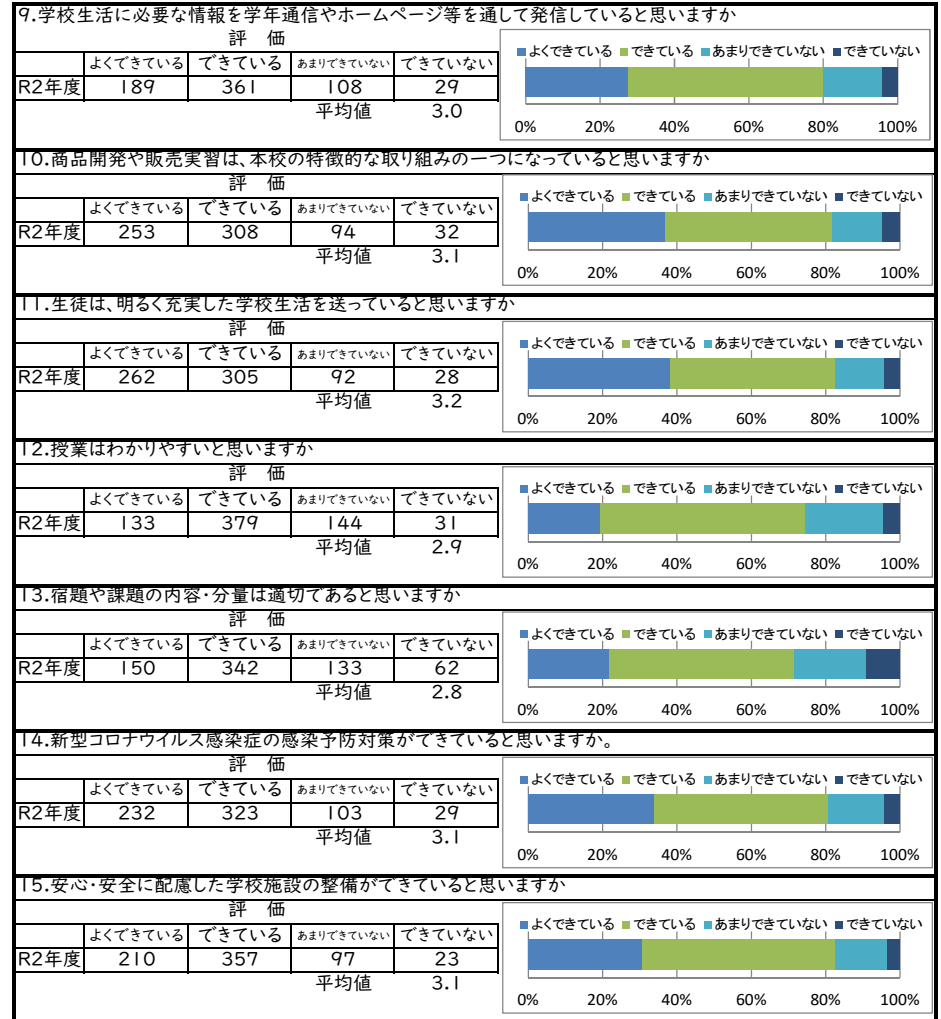 9.学校生活に必要な情報を学年通信やホームページ等を通して発信していると思いますか
評 価
よくできている できている あまりできていない できていない
R2年度 189 361 108 29
平均値 3.0
よくできている できている あまりできていない できていない
0% 20% 40% 60% 80% 100%
10.商品開発や販売実習は、本校の特徴的な取り組みの一つになっていると思いますか
評 価
よくできている できている あまりできていない できていない
R2年度 253 308 94 32
平均値 3.1
よくできている できている あまりできていない できていない
0% 20% 40% 60% 80% 100%
11.生徒は、明るく充実した学校生活を送っていると思いますか
評 価
よくできている できている あまりできていない できていない
R2年度 262 305 92 28
平均値 3.2
よくできている できている あまりできていない できていない
0% 20% 40% 60% 80% 100%
12.授業はわかりやすいと思いますか
評 価
よくできている できている あまりできていない できていない
R2年度 133 379 144 31
平均値 2.9
よくできている できている あまりできていない できていない
0% 20% 40% 60% 80% 100%
13.宿題や課題の内容・分量は適切であると思いますか
評 価
よくできている できている あまりできていない できていない
R2年度 150 342 133 62
平均値 2.8
よくできている できている あまりできていない できていない
0% 20% 40% 60% 80% 100%
14.新型コロナウイルス感染症の感染予防対策ができていると思いますか。
評 価
よくできている できている あまりできていない できていない
R2年度 232 323 103 29
平均値 3.1
よくできている できている あまりできていない できていない
0% 20% 40% 60% 80% 100%
15.安心・安全に配慮した学校施設の整備ができていると思いますか
評 価
よくできている できている あまりできていない できていない
R2年度 210 357 97 23
平均値 3.1
よくできている できている あまりできていない できていない
0% 20% 40% 60% 80% 100%